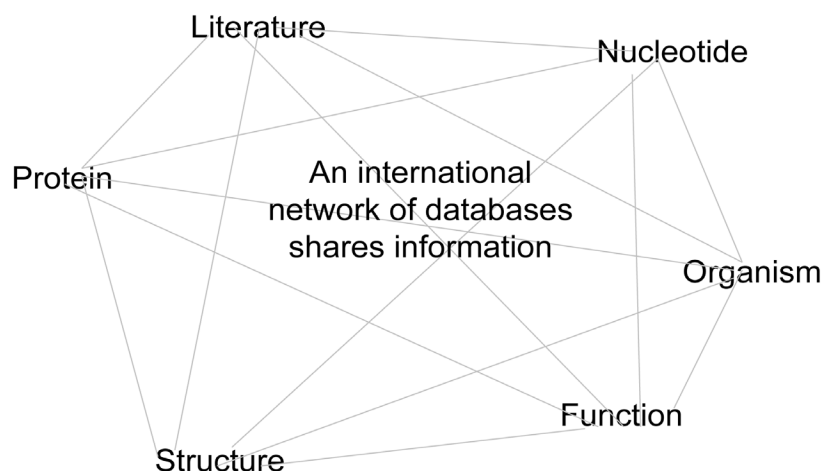 Literature
Nucleotide
Protein
An international
network of databases
shares information
Organism
Function
Structure